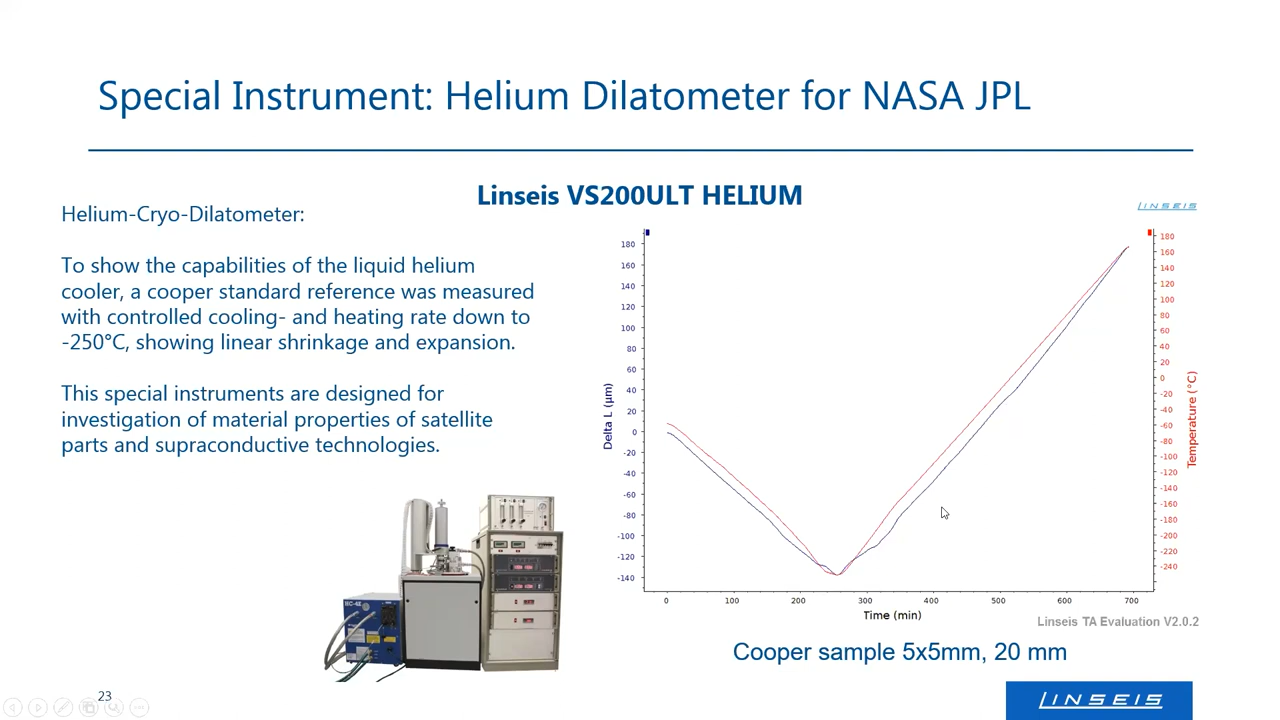 Special Instrument: Helium Dilatometer for NASA JPL
Linseis VS200ULT HELIUM
Helium-Cryo-Dilatometer:
To show the capabilities of the liquid helium
cooler, a cooper standard reference was measured
with controlled cooling- and heating rate down to
-250°C, showing linear shrinkage and expansion.
This special instruments are designed for
investigation of material properties of satellite
parts and supraconductive technologies.
LINSEIS
Delta L (µm)
180
160
140
120
100
80
60
40
20
0
-20
-40
-60
-80
-100
-120
-140
180
160
140
120
100
80
60
40
20
0
-20
-40
-60
-80
-100
-120
-140
-160
-180
-200
-220
-240
Temperature (°C)
0 100 200 300 400 500 600 700
Time (min)
Linseis TA Evaluation V2.0.2
Cooper sample 5x5mm, 20 mm
HC-4E
23
LINSEIS